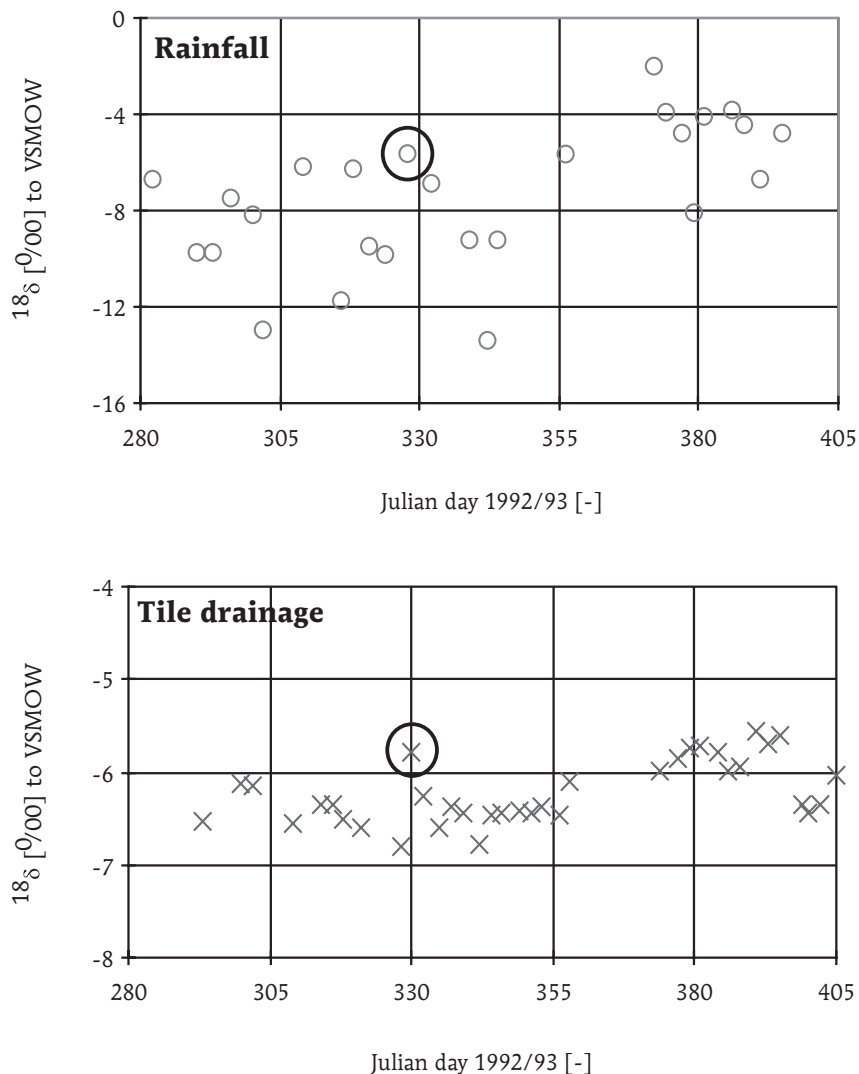 0
Rainfall
-4
-8
-12
-16
18δ [0/00] to VSMOW
280 305 330 355 380 405
Julian day 1992/93 [-]
-4
Tile drainage
-5
-6
-7
-8
18δ [0/00] to VSMOW
280 305 330 355 380 405
Julian day 1992/93 [-]